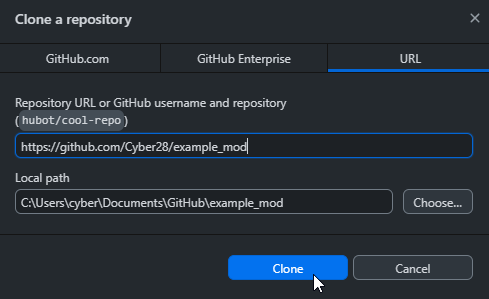 Clone a repository
GitHub.com
GitHub Enterprise
URL
Repository URL or GitHub username and repository
(hubot/cool-repo)
https://github.com/Cyber28/example_mod
Local path
C:\Users\cyber\Documents\GitHub\example_mod
Choose...
Clone
Cancel